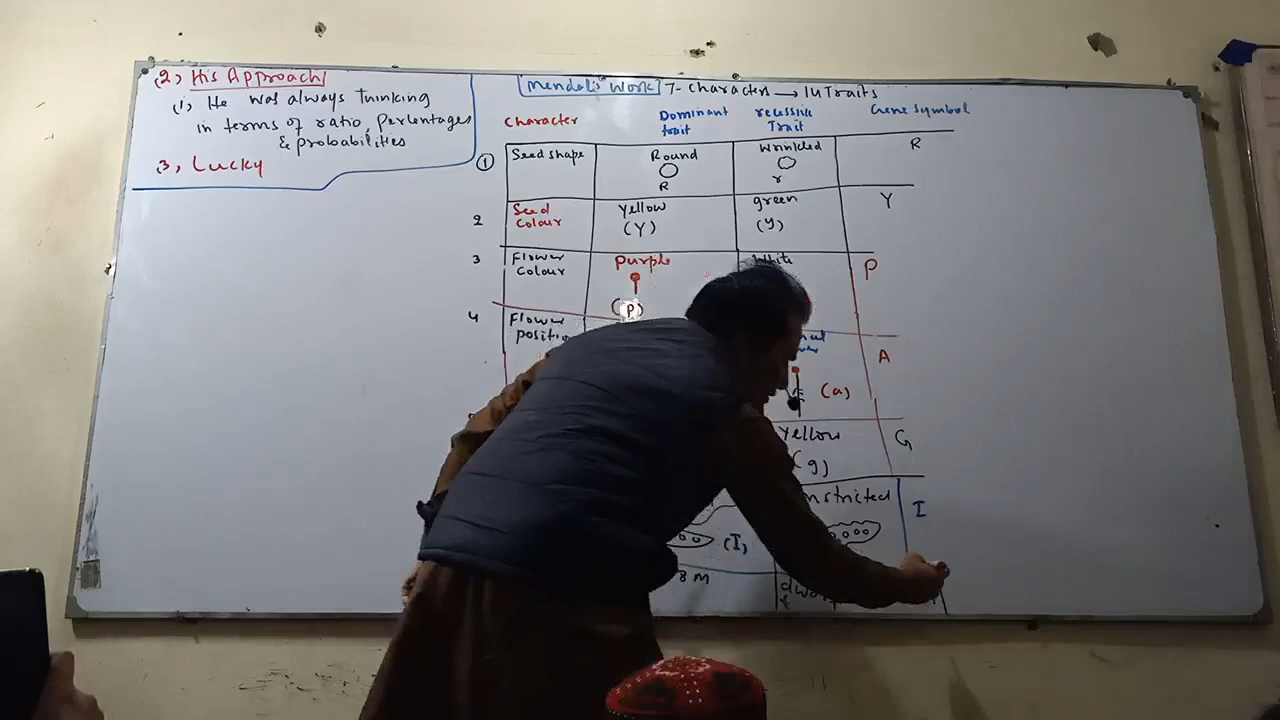 (2) His Approach
(1) He was always thinking
in terms of ratio, percentages
& probabilities
3, Lucky
Mendel's Work 7- characters → 14 Traits
Character
Dominant trait
recessive Trait
Gene symbol
1
Seed shape
Round
R
Wrinkled
r
R
2
Seed Colour
Yellow
(Y)
green
(y)
Y
3
Flower Colour
Purple
(P)
White
P
4
Flower position
(a)
A
Yellow
(g)
G
(I)
I
8 M